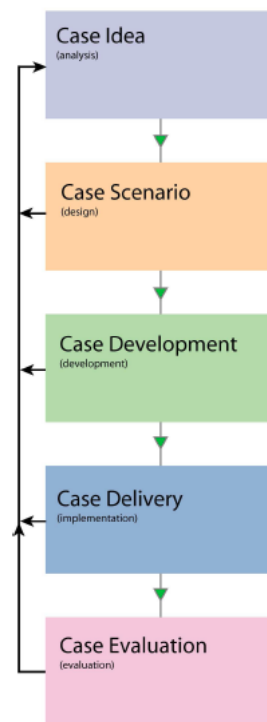 Case Idea
(analysis)
Case Scenario
(design)
Case Development
(development)
Case Delivery
(implementation)
Case Evaluation
(evaluation)